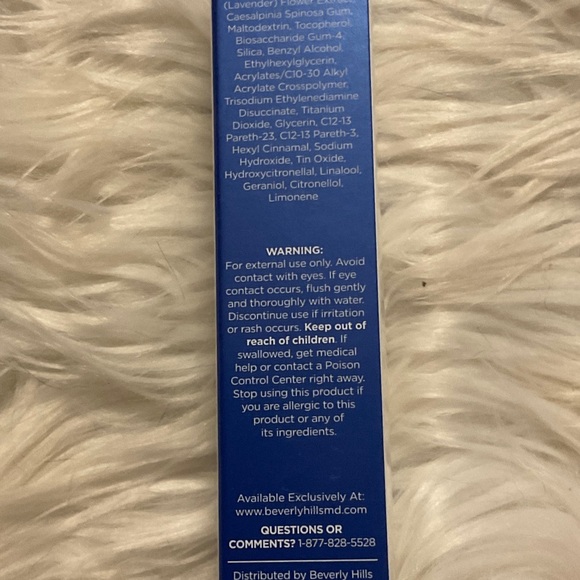 (Lavender) Flower Extract,
Caesalpinia Spinosa Gum,
Maltodextrin, Tocopherol,
Biosaccharide Gum-4,
Silica, Benzyl Alcohol,
Ethylhexylglycerin,
Acrylates/C10-30 Alkyl
Acrylate Crosspolymer,
Trisodium Ethylenediamine
Disuccinate, Titanium
Dioxide, Glycerin, C12-13
Pareth-23, C12-13 Pareth-3,
Hexyl Cinnamal, Sodium
Hydroxide, Tin Oxide,
Hydroxycitronellal, Linalool,
Geraniol, Citronellol,
Limonene
WARNING:
For external use only. Avoid
contact with eyes. If eye
contact occurs, flush gently
and thoroughly with water.
Discontinue use if irritation
or rash occurs. Keep out of
reach of children. If
swallowed, get medical
help or contact a Poison
Control Center right away.
Stop using this product if
you are allergic to this
product or any of
its ingredients.
Available Exclusively At:
www.beverlyhillsmd.com
QUESTIONS OR
COMMENTS? 1-877-828-5528
Distributed by Beverly Hills